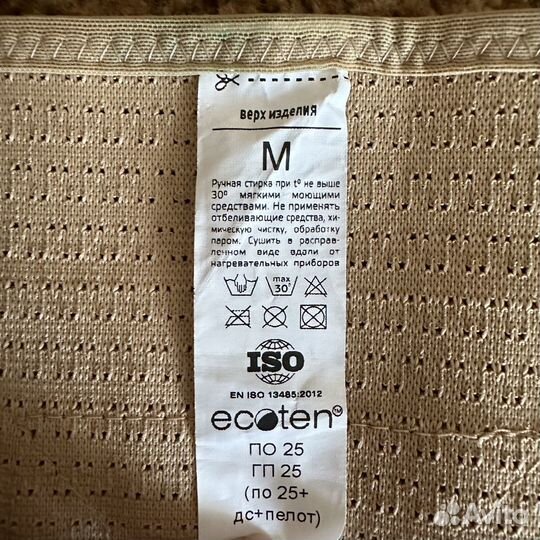 верх изделия
M
Ручная стирка при t° не выше
30° мягкими моющими
средствами. Не применять
отбеливающие средства, хи-
мическую чистку, обработку
паром. Сушить в расправ-
ленном виде вдали от
нагревательных приборов
max
30°
ISO
EN ISO 13485:2012
ecoten™
ПО 25
ГП 25
(по 25+
дс+пелот)
Avito